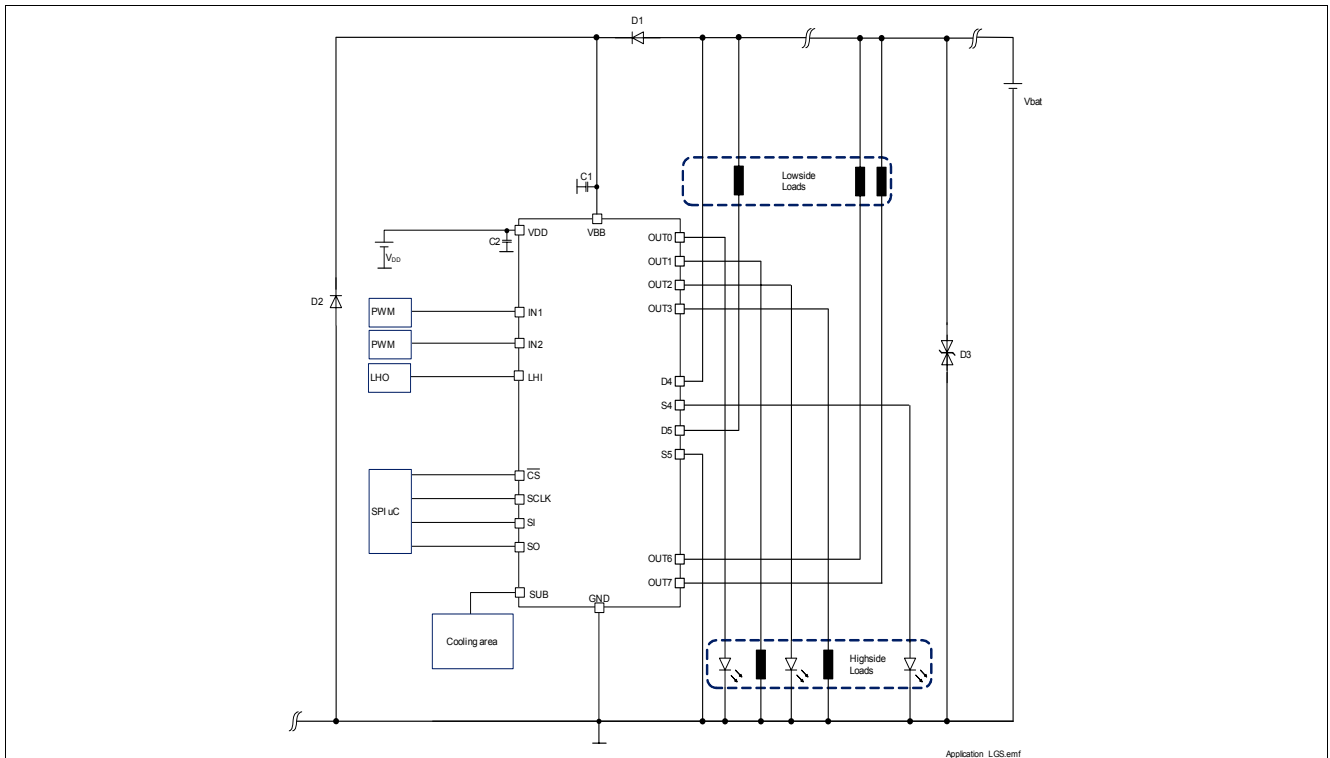 D1
Vbat
C1
Lowside
Loads
VDD
C2
VBB
OUT0
VDD
OUT1
OUT2
D2
PWM
IN1
OUT3
PWM
IN2
D3
LHO
LHI
D4
S4
D5
S5
CS
SCLK
SPI uC
SI
SO
OUT6
OUT7
SUB
GND
Cooling area
Highside
Loads
Application_LGS.emf